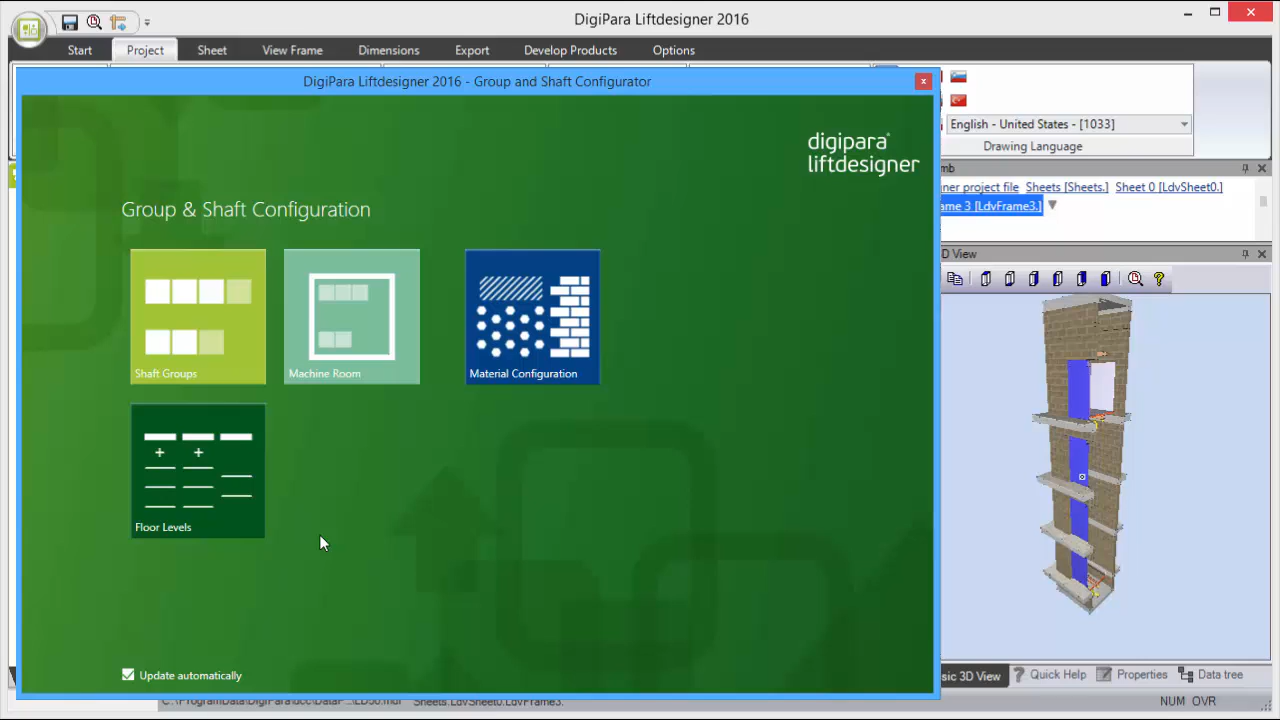 DigiPara Liftdesigner 2016
Start Project Sheet View Frame Dimensions Export Develop Products Options
DigiPara Liftdesigner 2016 - Group and Shaft Configurator
English - United States - [1033]
Drawing Language
digipara
liftdesigner
ner project file Sheets [Sheets.] Sheet 0 [LdvSheet0.]
ame 3 [LdvFrame3.]
Group & Shaft Configuration
D View
Shaft Groups
Machine Room
Material Configuration
Floor Levels
Update automatically
sic 3D View Quick Help Properties Data tree
Sheets.LdvSheet0.LdvFrame3.
NUM OVR